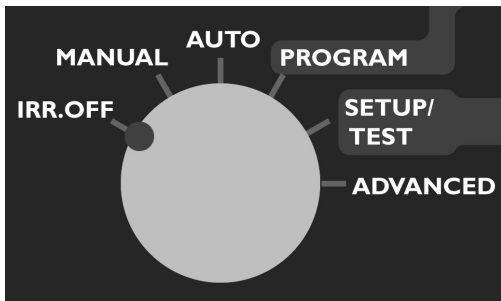 AUTO
MANUAL
PROGRAM
IRR.OFF
SETUP/
TEST
ADVANCED